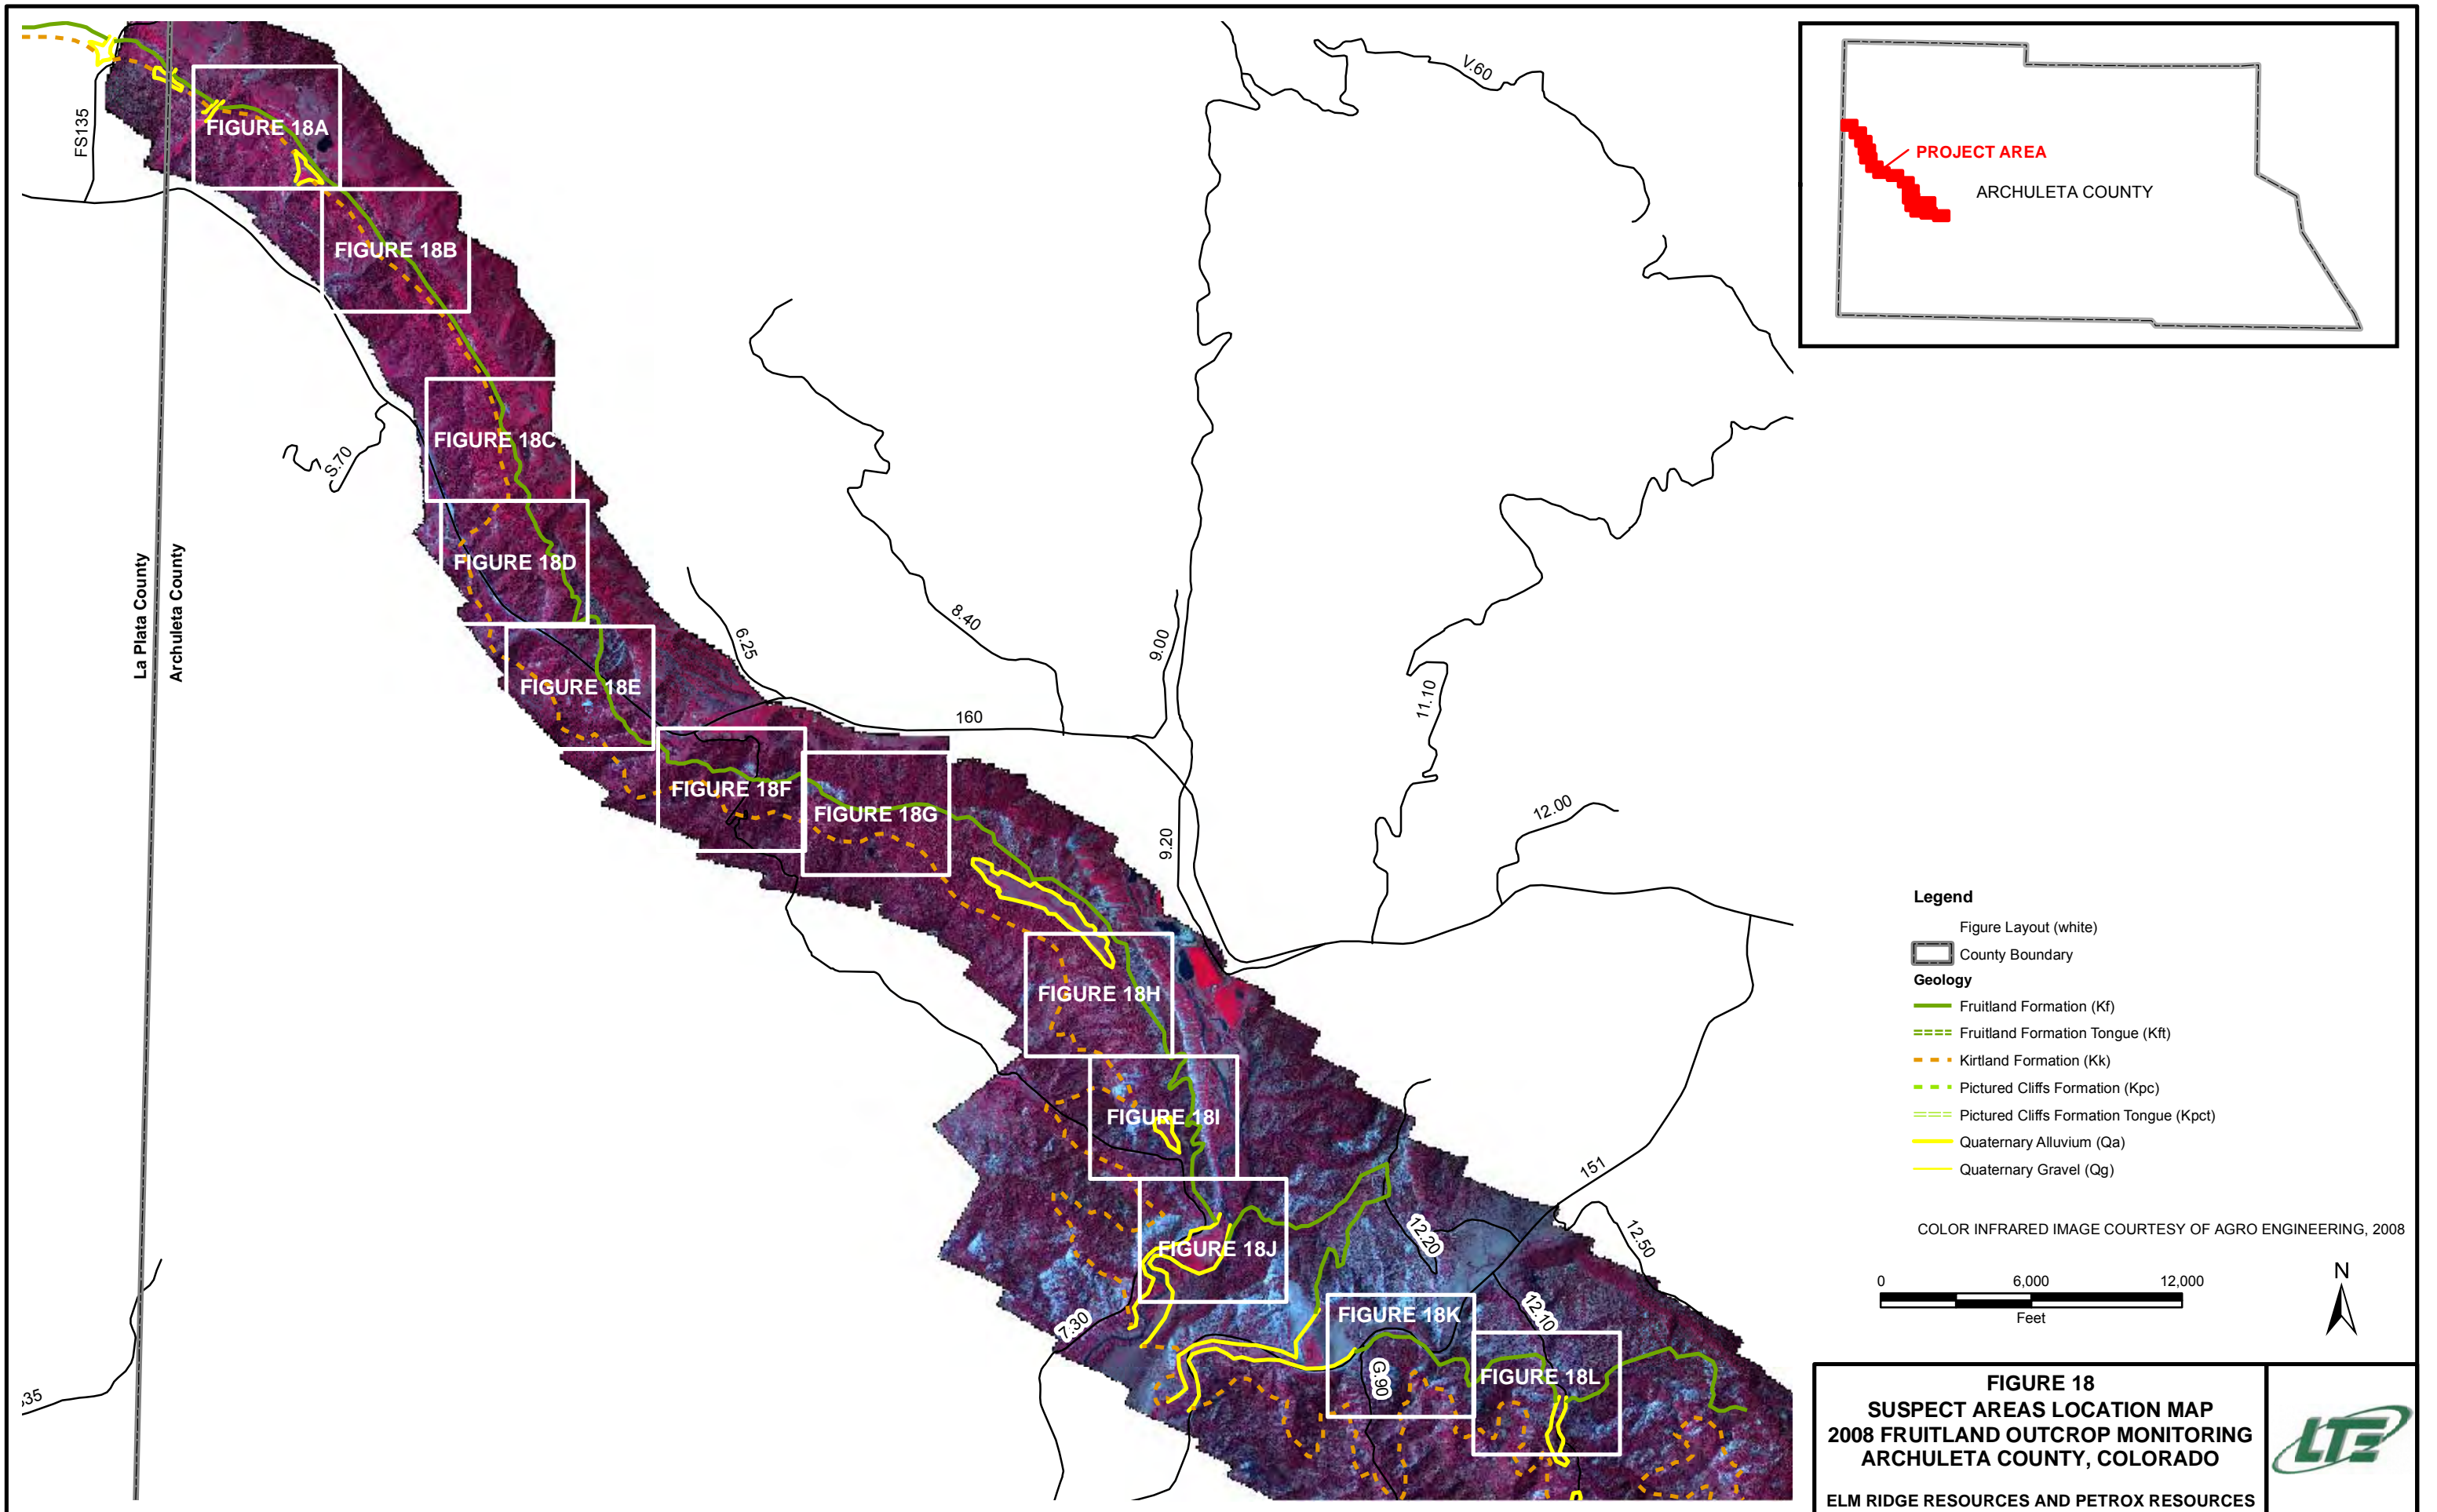 V.60
FS135
FIGURE 18A
FIGURE 18B
FIGURE 18C
S.70
FIGURE 18D
La Plata County
Archuleta County
6.25
8.40
9.00
FIGURE 18E
160
11.10
FIGURE 18F
FIGURE 18G
9.20
12.00
FIGURE 18H
FIGURE 18I
151
FIGURE 18J
12.20
12.50
7.30
FIGURE 18K
12.10
G.90
FIGURE 18L
PROJECT AREA
ARCHULETA COUNTY
Legend
Figure Layout (white)
County Boundary
Geology
Fruitland Formation (Kf)
Fruitland Formation Tongue (Kft)
Kirtland Formation (Kk)
Pictured Cliffs Formation (Kpc)
Pictured Cliffs Formation Tongue (Kpct)
Quaternary Alluvium (Qa)
Quaternary Gravel (Qg)
COLOR INFRARED IMAGE COURTESY OF AGRO ENGINEERING, 2008
0 6,000 12,000
Feet
N
FIGURE 18
SUSPECT AREAS LOCATION MAP
2008 FRUITLAND OUTCROP MONITORING
ARCHULETA COUNTY, COLORADO
ELM RIDGE RESOURCES AND PETROX RESOURCES
LTE